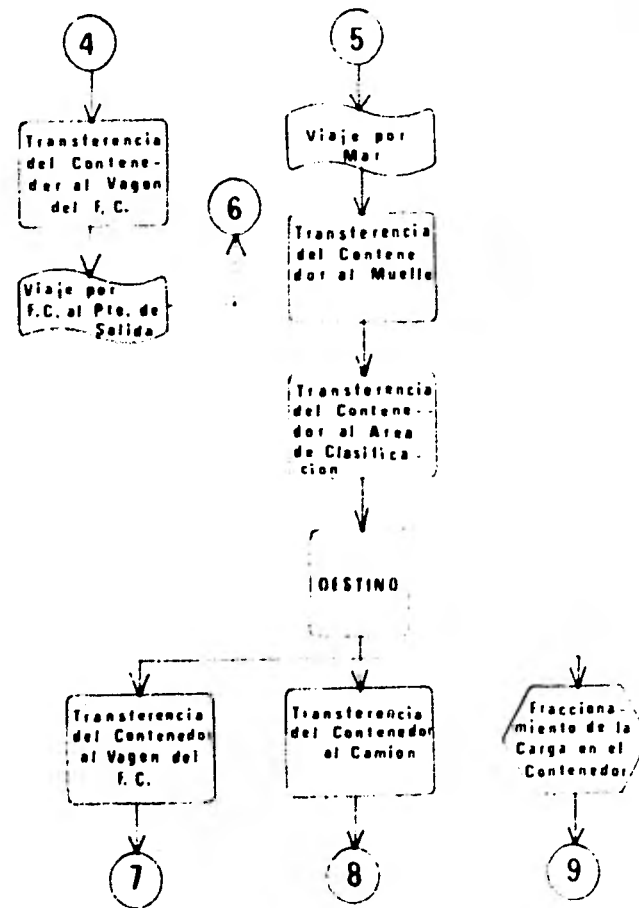 4
Transferencia
del Contene-
der al Vagon
del F. C.
Viaje por
F.C. al Pto. de
Salida
6
5
Viaje por
Mar
Transferencia
del Contene
dor al Muelle
Transferencia
del Contene--
dor al Area
de Clasifica-
cion
DESTINO
Transferencia
del Contenedor
al Vagon del
F. C.
7
Transferencia
del Contenedor
al Camion
8
Fracciona-
miento de la
Carga en el
Contenedor
9